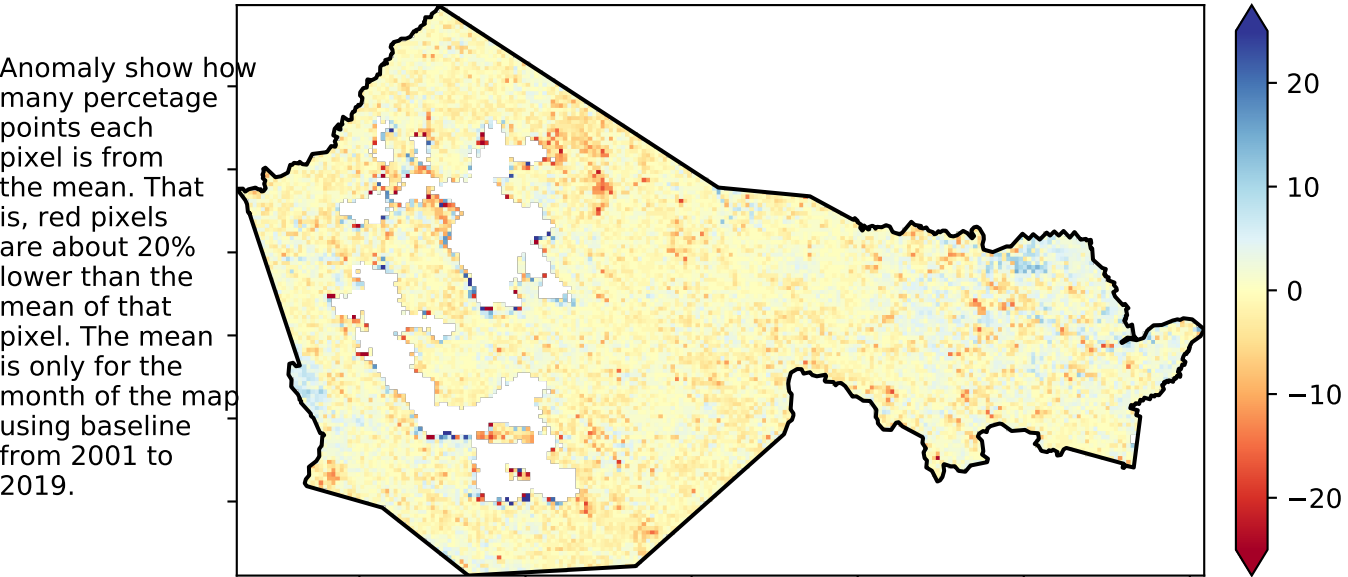 Anomaly show how
many percetage
points each
pixel is from
the mean. That
is, red pixels
are about 20%
lower than the
mean of that
pixel. The mean
is only for the
month of the map
using baseline
from 2001 to
2019.
20
10
0
−10
−20